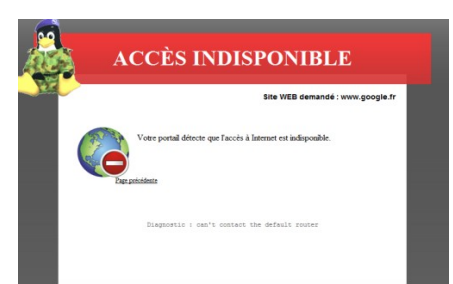 ACCÈS INDISPONIBLE
Site WEB demandé : www.google.fr
Votre portail détecte que l'accès à Internet est indisponible.
Page précédente
Diagnostic : can't contact the default router